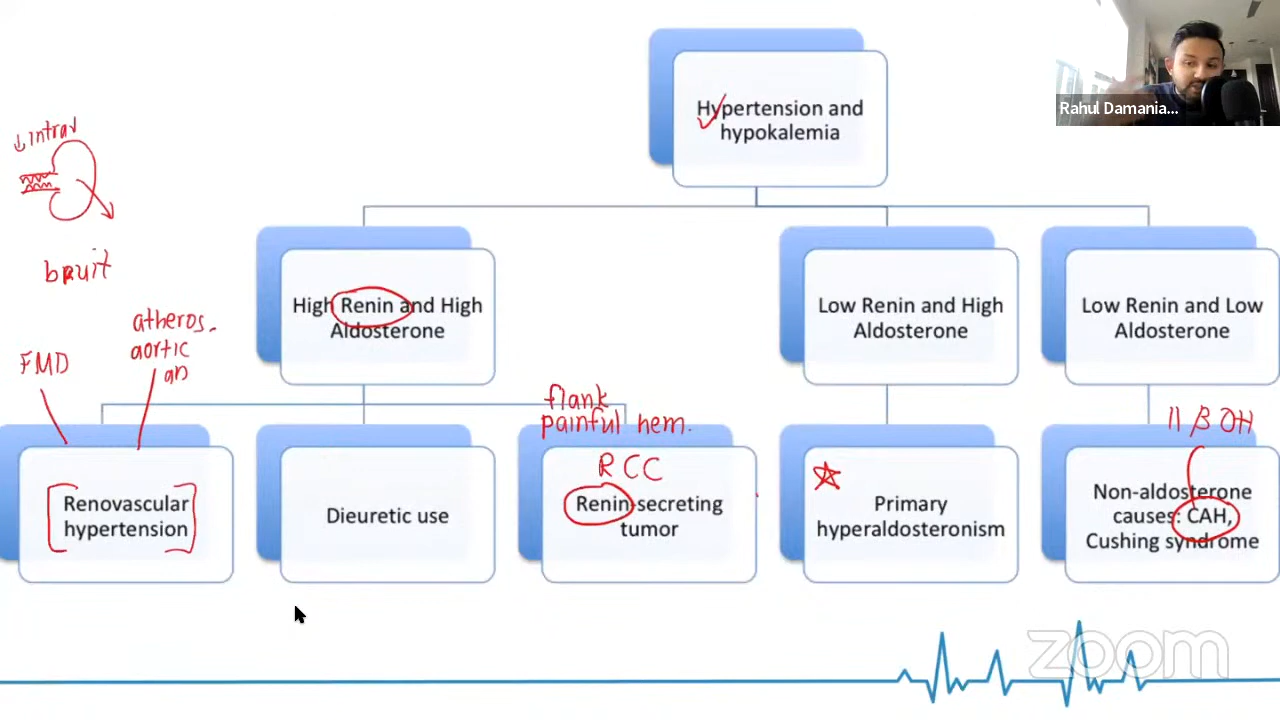 Rahul Damania...
Hypertension and
hypokalemia
↓ intrav
bruit
High Renin and High
Aldosterone
Low Renin and High
Aldosterone
Low Renin and Low
Aldosterone
FMD
atheros.
aortic
flank
painful hem.
RCC
11 β OH
Renovascular
hypertension
Dieuretic use
Renin-secreting
tumor
Primary
hyperaldosteronism
Non-aldosterone
causes: CAH,
Cushing syndrome
zoom